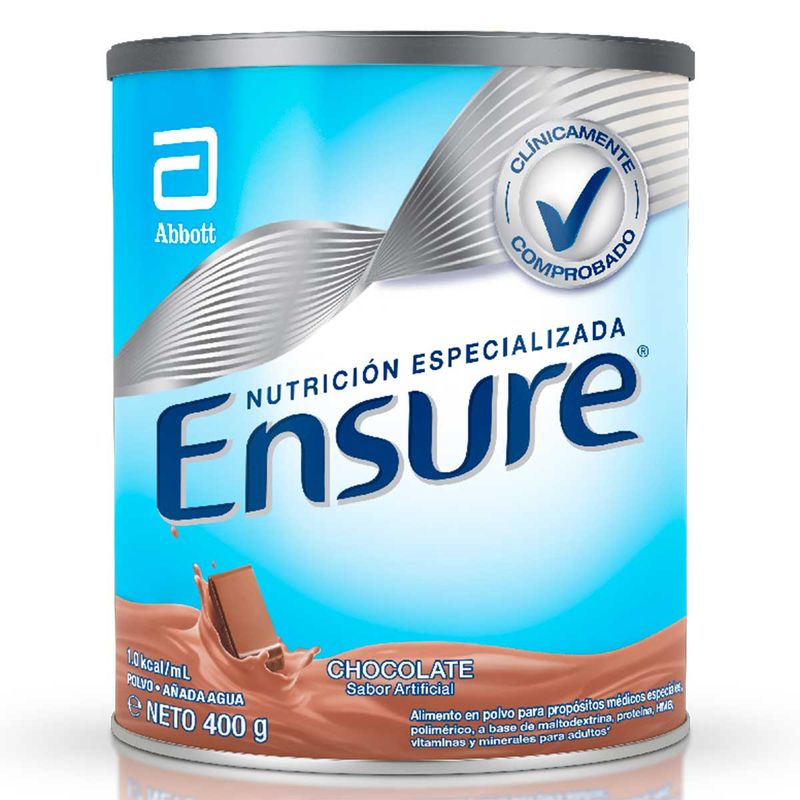 Abbott
CLÍNICAMENTE
COMPROBADO
NUTRICIÓN ESPECIALIZADA
Ensure®
1.0 kcal/mL
POLVO • AÑADA AGUA
℮ NETO 400 g
CHOCOLATE
Sabor Artificial
Alimento en polvo para propósitos médicos especiales,
polimérico, a base de maltodextrina, proteína, HMB,
vitaminas y minerales para adultos*